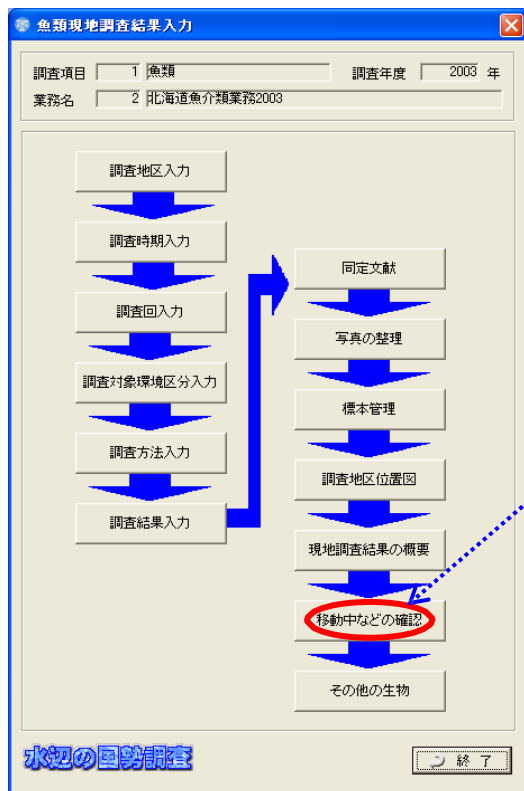 魚類現地調査結果入力
調査項目 1 魚類 調査年度 2003 年
業務名 2 北海道魚介類業務2003
調査地区入力
調査時期入力
調査回入力
調査対象環境区分入力
調査方法入力
調査結果入力
同定文献
写真の整理
標本管理
調査地区位置図
現地調査結果の概要
移動中などの確認
その他の生物
水辺の国勢調査
終 了